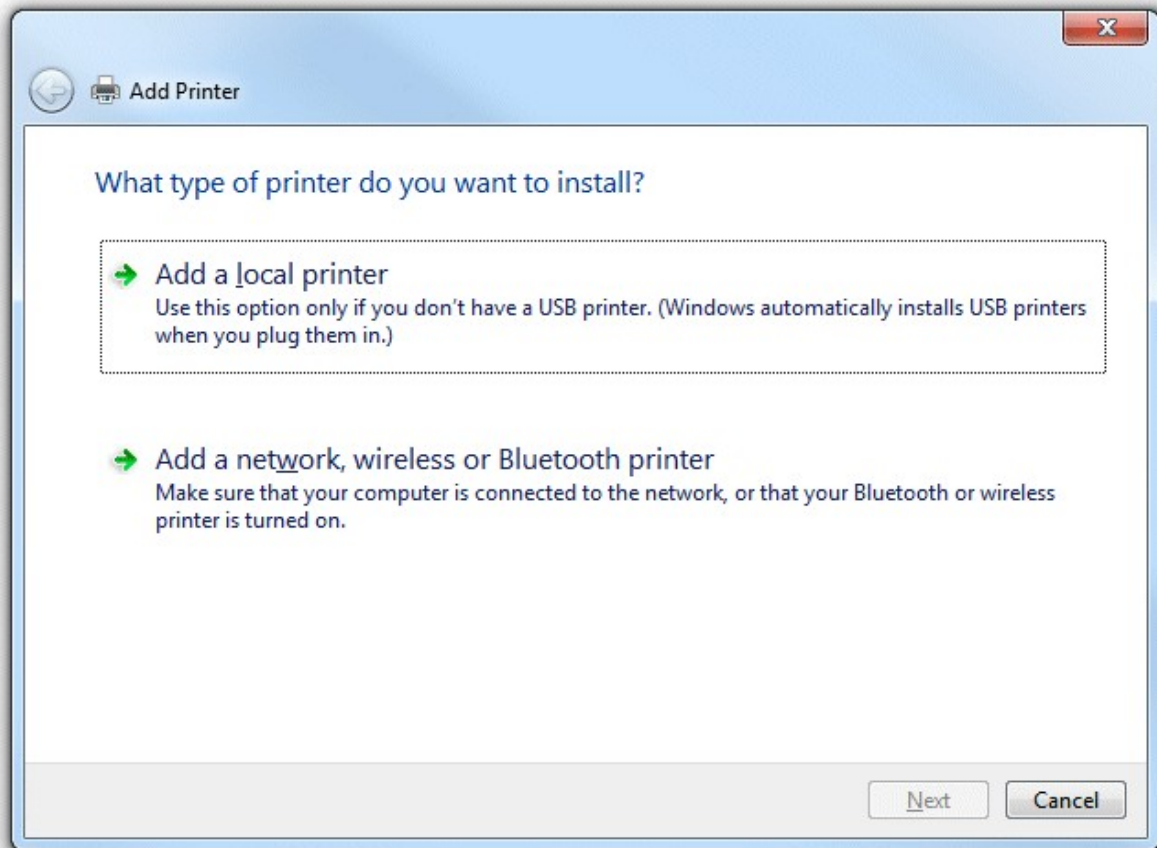 Add Printer
What type of printer do you want to install?
Add a local printer
Use this option only if you don't have a USB printer. (Windows automatically installs USB printers
when you plug them in.)
Add a network, wireless or Bluetooth printer
Make sure that your computer is connected to the network, or that your Bluetooth or wireless
printer is turned on.
Next
Cancel